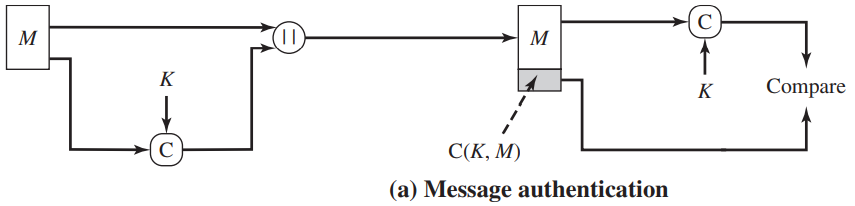 M
||
K
C
M
C(K, M)
C
K
Compare
(a) Message authentication